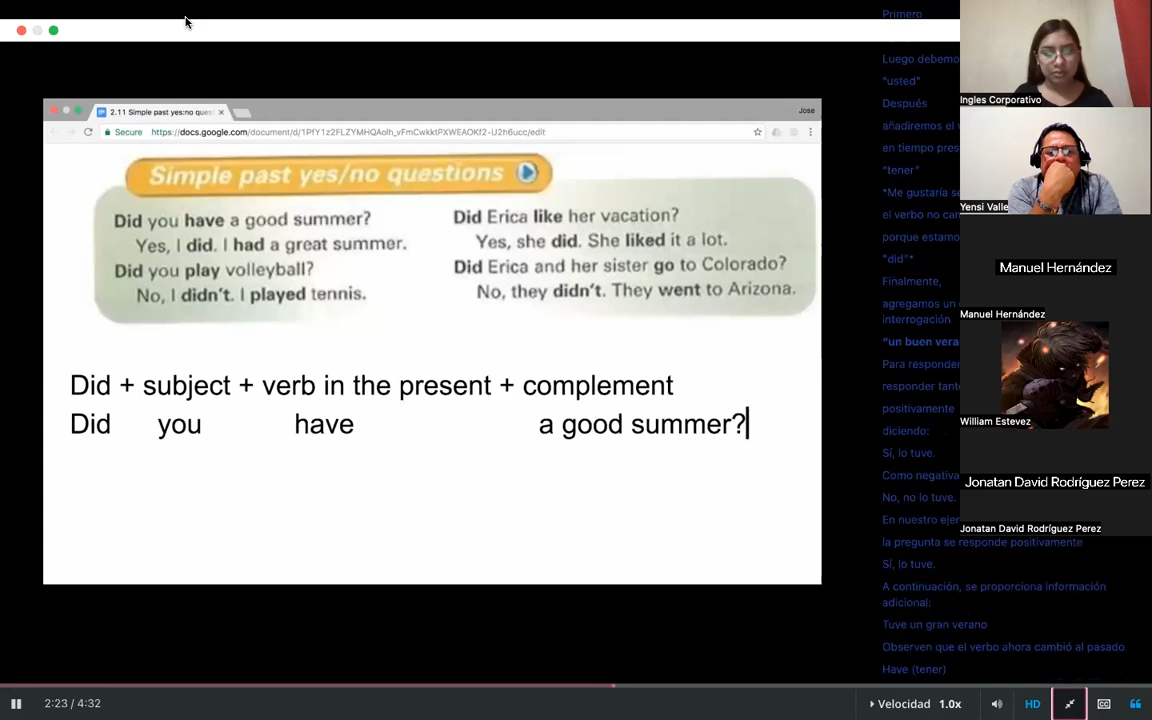 2.11 Simple past yes:no ques
Jose
Secure https://docs.google.com/document/d/1PfY1z2FLZYMHQAolh_vFmCwkktPXWEAOKf2-lJ2h6ucc/edit
Simple past yes/no questions
Did you have a good summer?
Yes, I did. I had a great summer.
Did you play volleyball?
No, I didn't. I played tennis.
Did Erica like her vacation?
Yes, she did. She liked it a lot.
Did Erica and her sister go to Colorado?
No, they didn't. They went to Arizona.
Did + subject + verb in the present + complement
Did you have a good summer?
Primero
Luego debemo
"usted"
Después
añadiremos el v
en tiempo pres
"tener"
*Me gustaría se
el verbo no can
porque estamo
"did"*
Finalmente,
agregamos un
interrogación
"un buen vera
Para responder
responder tant
positivamente
diciendo:
Sí, lo tuve.
Como negativa
No, no lo tuve.
En nuestro ejer
la pregunta se responde positivamente
Sí, lo tuve.
A continuación, se proporciona información
adicional:
Tuve un gran verano
Observen que el verbo ahora cambió al pasado.
Have (tener)
Ingles Corporativo
Yensi Valle
Manuel Hernández
Manuel Hernández
William Estevez
Jonatan David Rodríguez Perez
Jonatan David Rodríguez Perez
2:23 / 4:32
Velocidad 1.0x
HD
CC